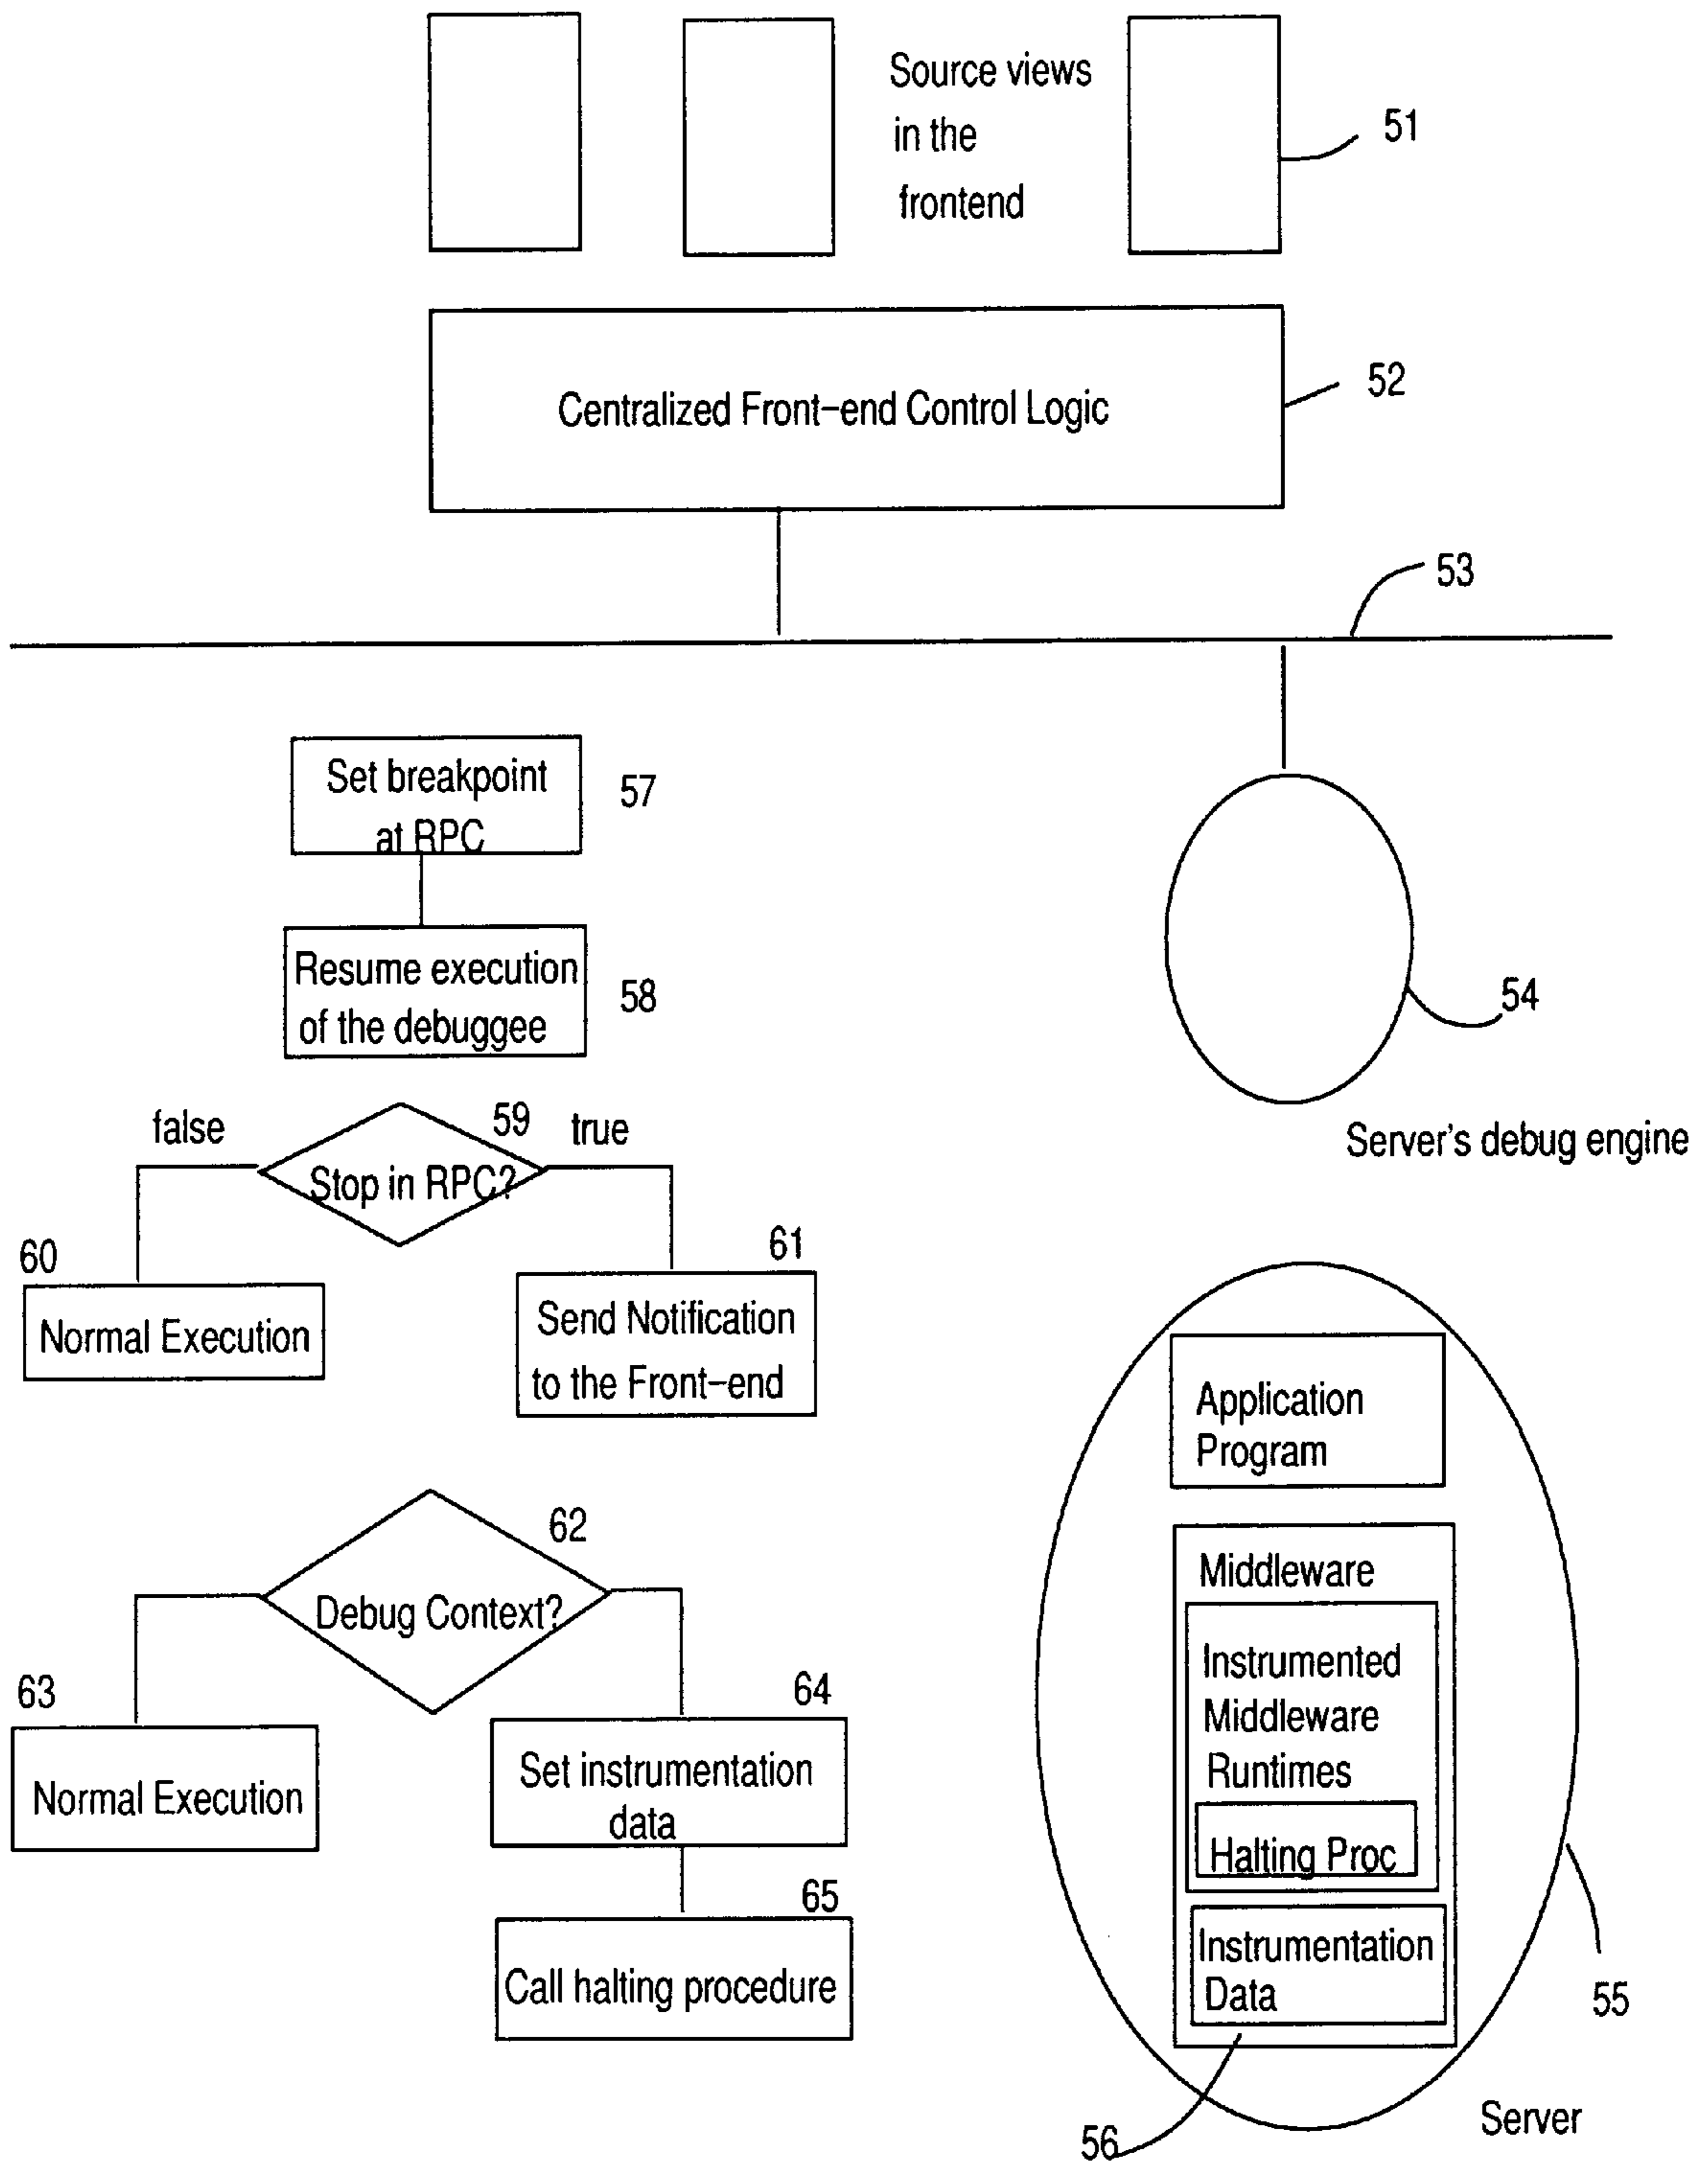 Source views
in the
frontend
51
Centralized Front-end Control Logic
52
53
Set breakpoint
at RPC
57
Resume execution
of the debuggee
58
54
Server's debug engine
false
59
true
Stop in RPC?
60
Normal Execution
61
Send Notification
to the Front-end
62
Debug Context?
63
Normal Execution
64
Set instrumentation
data
65
Call halting procedure
Application
Program
Middleware
Instrumented
Middleware
Runtimes
Halting Proc
Instrumentation
Data
55
56
Server